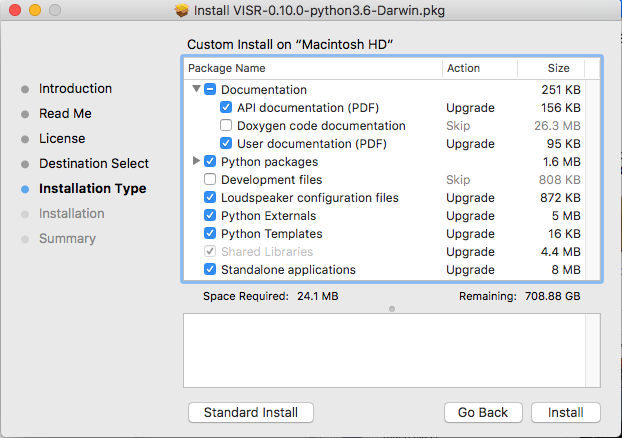 Install VISR-0.10.0-python3.6-Darwin.pkg
Custom Install on “Macintosh HD”
Introduction
Read Me
License
Destination Select
Installation Type
Installation
Summary
Package Name Action Size
Documentation 251 KB
API documentation (PDF) Upgrade 156 KB
Doxygen code documentation Skip 26.3 MB
User documentation (PDF) Upgrade 95 KB
Python packages 1.6 MB
Development files Skip 808 KB
Loudspeaker configuration files Upgrade 872 KB
Python Externals Upgrade 5 MB
Python Templates Upgrade 16 KB
Shared Libraries Upgrade 4.4 MB
Standalone applications Upgrade 8 MB
Space Required: 24.1 MB Remaining: 708.88 GB
Standard Install Go Back Install